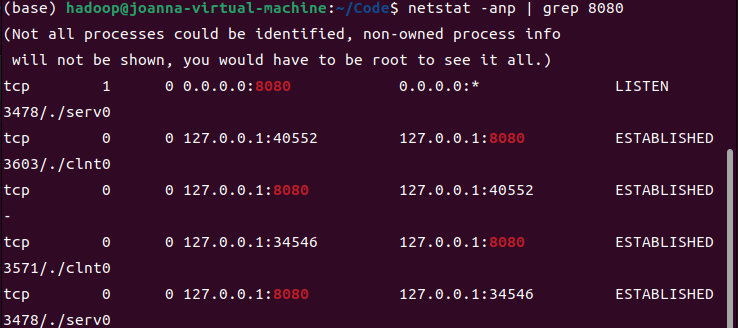 (base) hadoop@joanna-virtual-machine:~/Code$ netstat -anp | grep 8080
(Not all processes could be identified, non-owned process info
 will not be shown, you would have to be root to see it all.)
tcp        1      0 0.0.0.0:8080            0.0.0.0:*               LISTEN
3478/./serv0
tcp        0      0 127.0.0.1:40552         127.0.0.1:8080          ESTABLISHED
3603/./clnt0
tcp        0      0 127.0.0.1:8080          127.0.0.1:40552         ESTABLISHED
-
tcp        0      0 127.0.0.1:34546         127.0.0.1:8080          ESTABLISHED
3571/./clnt0
tcp        0      0 127.0.0.1:8080          127.0.0.1:34546         ESTABLISHED
3478/./serv0